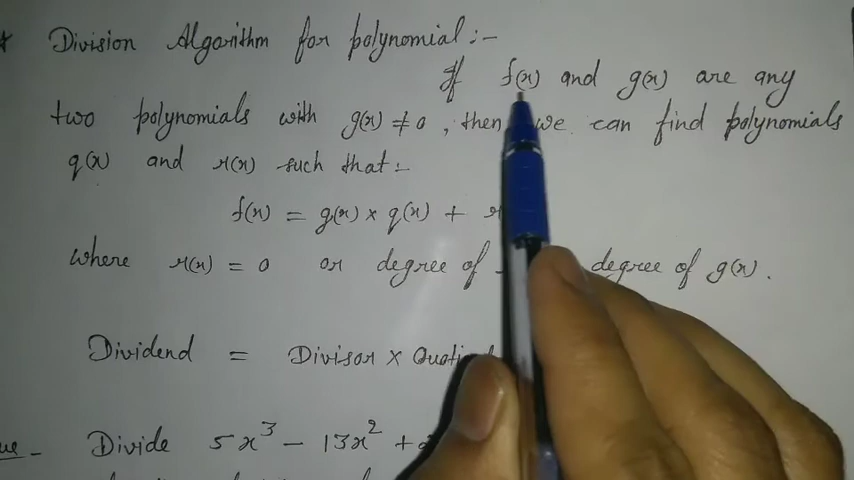 * Division Algorithm for polynomial :-
If f(x) and g(x) are any
two polynomials with g(x) ≠ 0, then we can find polynomials
q(x) and r(x) such that :-
f(x) = g(x) × q(x) + r
where r(x) = 0 or degree of degree of g(x).
Dividend = Divisor ×
Divide 5x³ - 13x² +